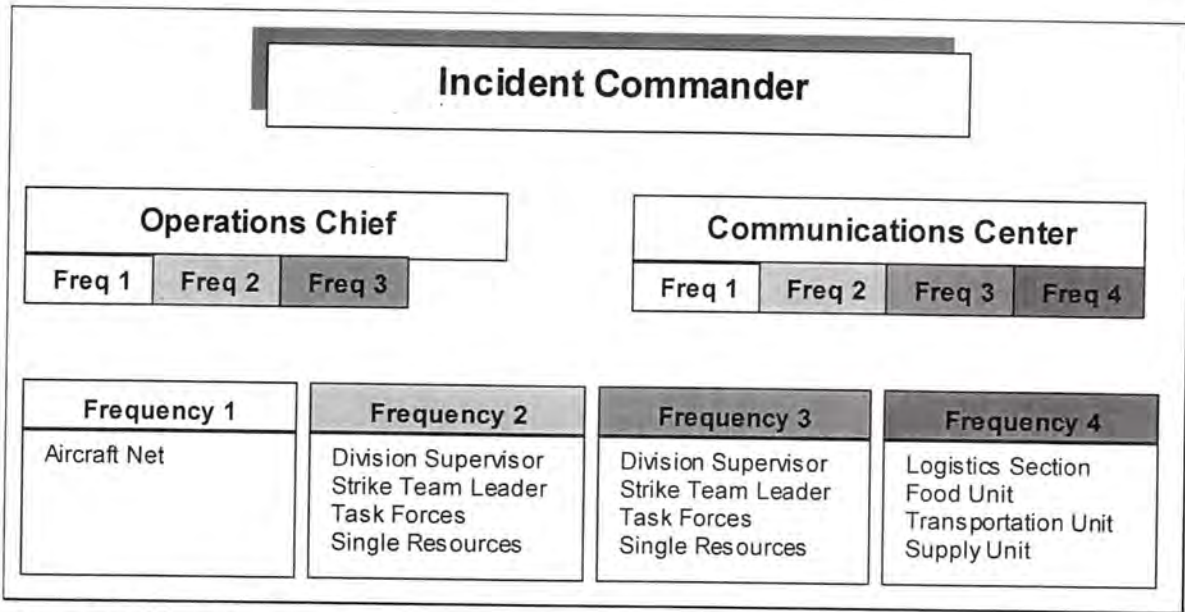 Incident Commander
Operations Chief
Freq 1 Freq 2 Freq 3
Communications Center
Freq 1 Freq 2 Freq 3 Freq 4
Frequency 1
Aircraft Net
Frequency 2
Division Supervisor
Strike Team Leader
Task Forces
Single Resources
Frequency 3
Division Supervisor
Strike Team Leader
Task Forces
Single Resources
Frequency 4
Logistics Section
Food Unit
Transportation Unit
Supply Unit